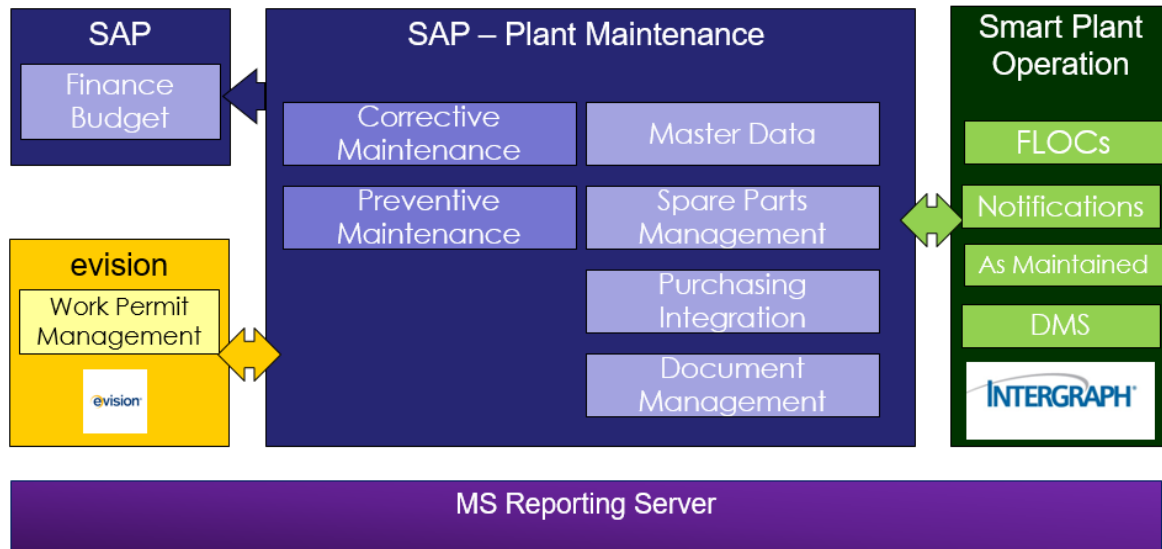 SAP
Finance
Budget
SAP – Plant Maintenance
Corrective
Maintenance
Master Data
Preventive
Maintenance
Spare Parts
Management
Purchasing
Integration
Document
Management
Smart Plant
Operation
FLOCs
Notifications
As Maintained
DMS
INTERGRAPH®
evision
Work Permit
Management
evision
MS Reporting Server